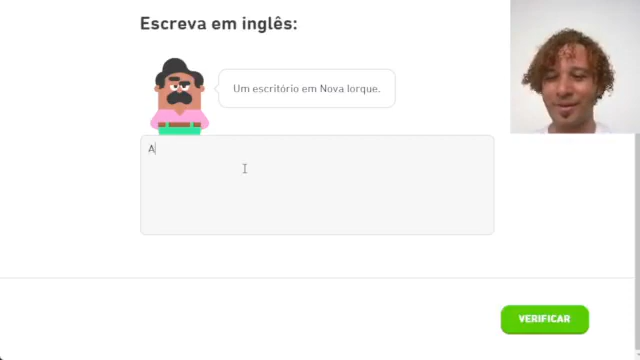 Escreva em inglês:
Um escritório em Nova Iorque.
A
VERIFICAR